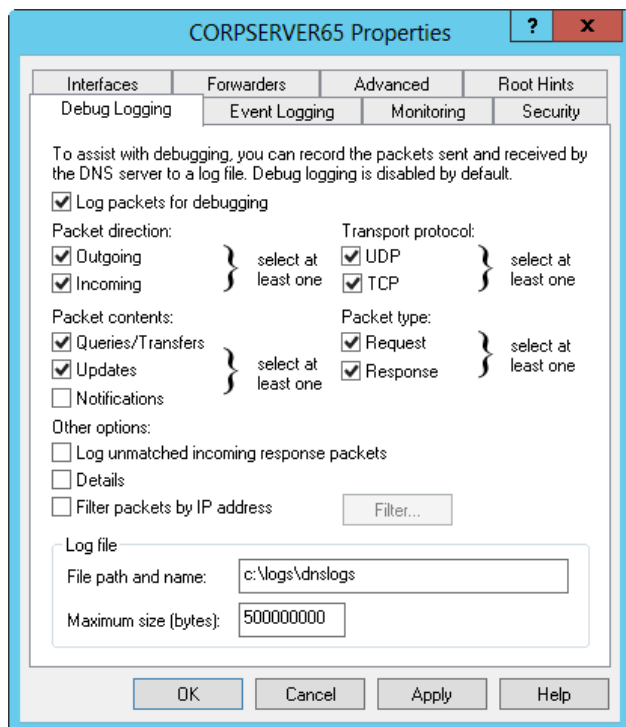 CORPSERVER65 Properties
? x
Interfaces Forwarders Advanced Root Hints
Debug Logging Event Logging Monitoring Security
To assist with debugging, you can record the packets sent and received by
the DNS server to a log file. Debug logging is disabled by default.
Log packets for debugging
Packet direction: Transport protocol:
Outgoing select at UDP select at
Incoming least one TCP least one
Packet contents: Packet type:
Queries/Transfers Request
Updates select at Response select at
Notifications least one least one
Other options:
Log unmatched incoming response packets
Details
Filter packets by IP address Filter...
Log file
File path and name: c:\logs\dnslogs
Maximum size (bytes): 500000000
OK Cancel Apply Help